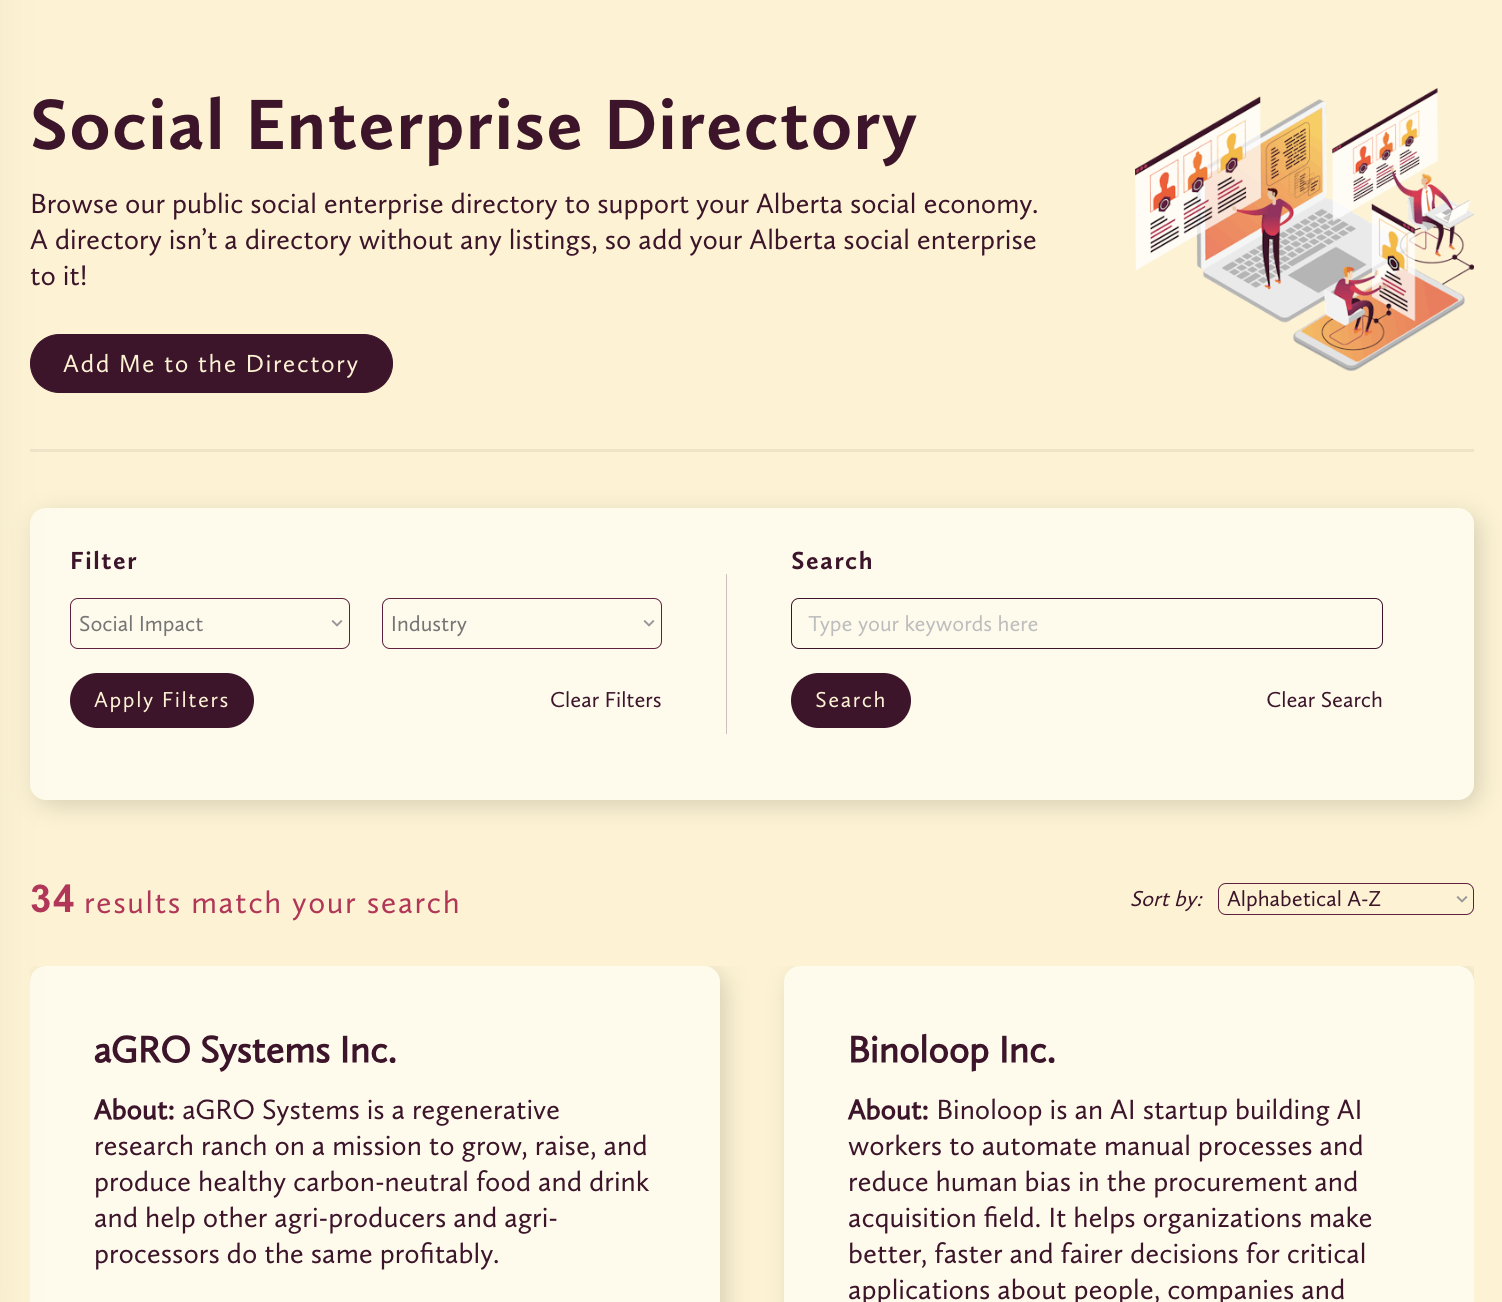 Social Enterprise Directory
Browse our public social enterprise directory to support your Alberta social economy.
A directory isn’t a directory without any listings, so add your Alberta social enterprise
to it!
Add Me to the Directory
Filter
Social Impact
Industry
Apply Filters
Clear Filters
Search
Type your keywords here
Search
Clear Search
34 results match your search
Sort by:
Alphabetical A-Z
aGRO Systems Inc.
About: aGRO Systems is a regenerative
research ranch on a mission to grow, raise, and
produce healthy carbon-neutral food and drink
and help other agri-producers and agri-
processors do the same profitably.
Binoloop Inc.
About: Binoloop is an AI startup building AI
workers to automate manual processes and
reduce human bias in the procurement and
acquisition field. It helps organizations make
better, faster and fairer decisions for critical
applications about people, companies and